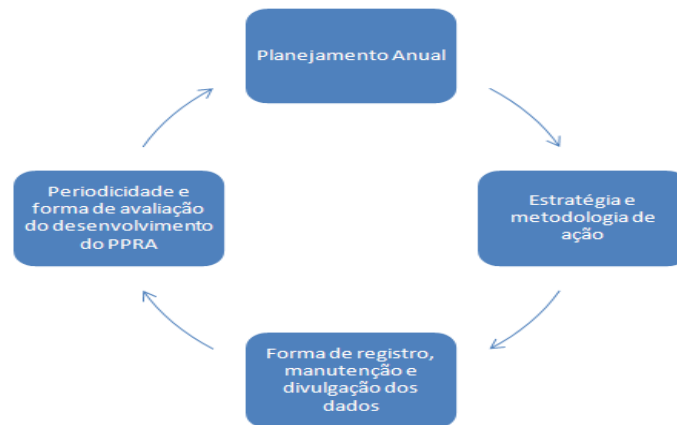 Planejamento Anual
Estratégia e
metodologia de
ação
Forma de registro,
manutenção e
divulgação dos
dados
Periodicidade e
forma de avaliação
do desenvolvimento
do PPRA